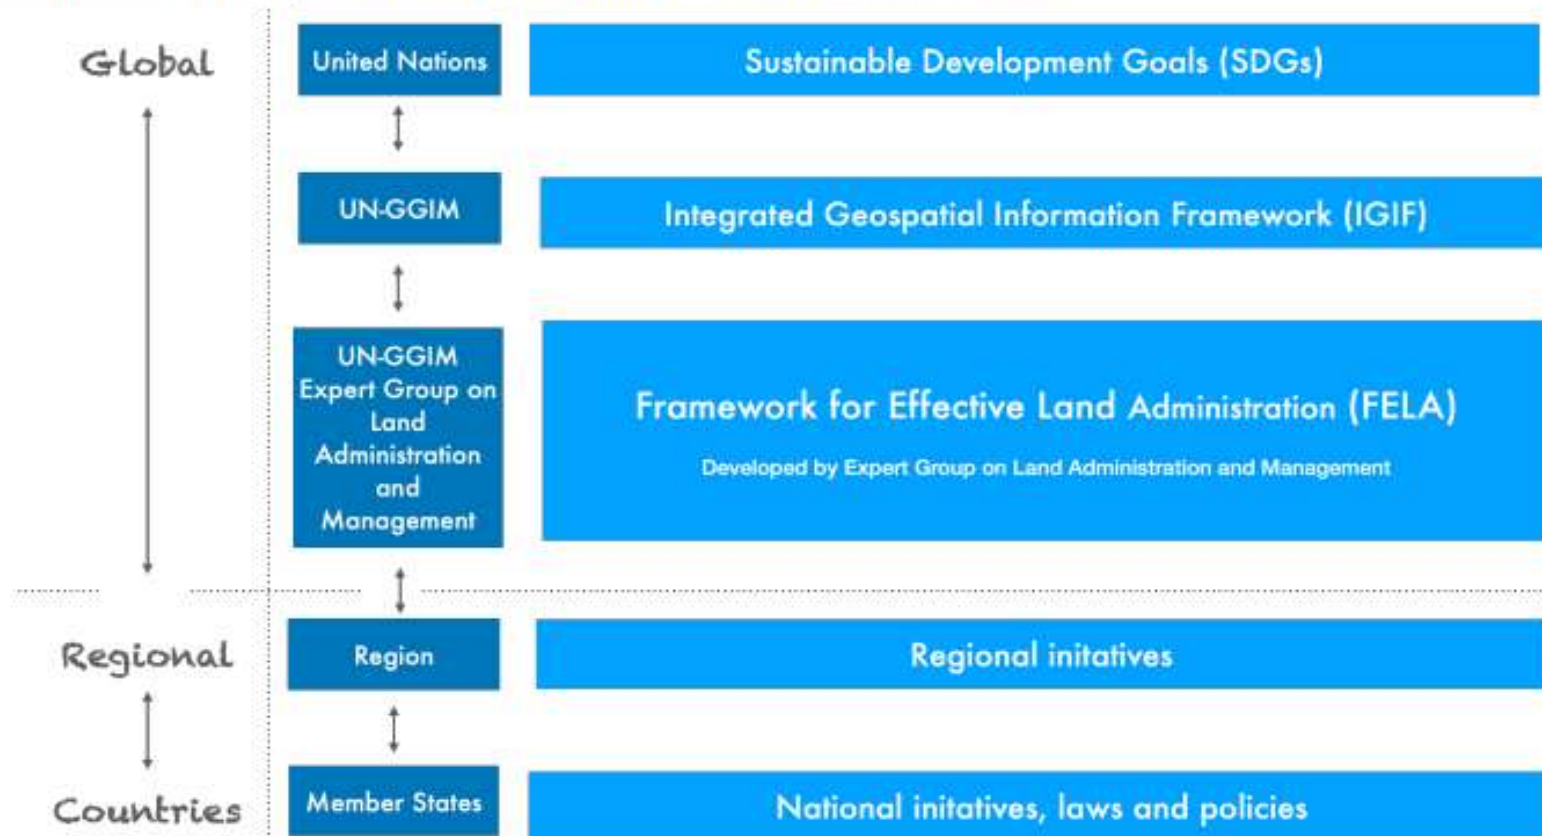 Global
United Nations
Sustainable Development Goals (SDGs)
UN-GGIM
Integrated Geospatial Information Framework (IGIF)
UN-GGIM
Expert Group on
Land
Administration
and
Management
Framework for Effective Land Administration (FELA)
Developed by Expert Group on Land Administration and Management
Regional
Region
Regional initatives
Countries
Member States
National initatives, laws and policies